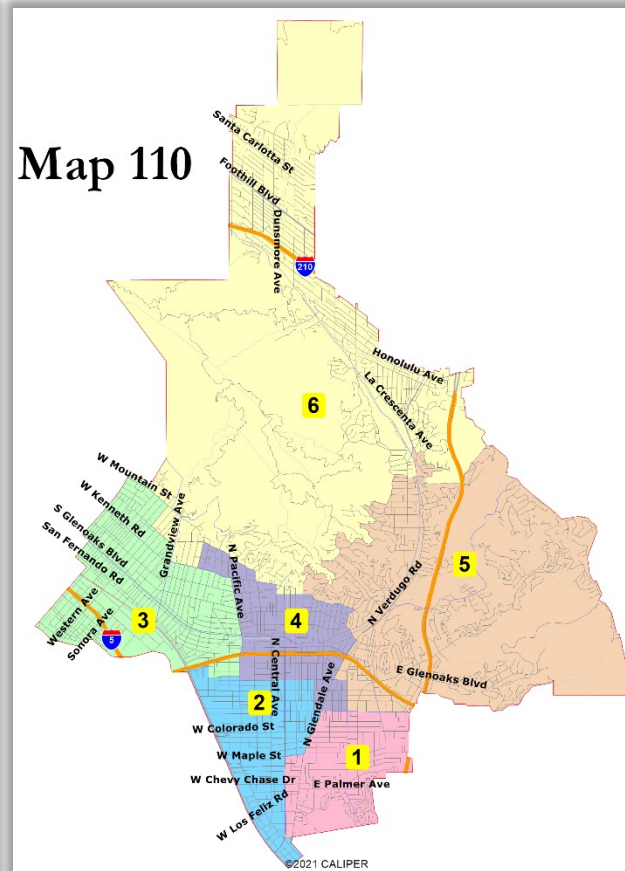 Santa Carlotta St
Map 110
Foothill Blvd
Dunsmore Ave
210
Honolulu Ave
La Crescenta Ave
6
W Mountain St
W Kenneth Rd
Grandview Ave
S Glenoaks Blvd
San Fernando Rd
N Pacific Ave
5
N Verdugo Rd
Western Ave
Sonora Ave
3
5
4
N Central Ave
E Glenoaks Blvd
N Glendale Ave
2
W Colorado St
W Maple St
1
W Chevy Chase Dr
E Palmer Ave
W Los Feliz Rd
©2021 CALIPER